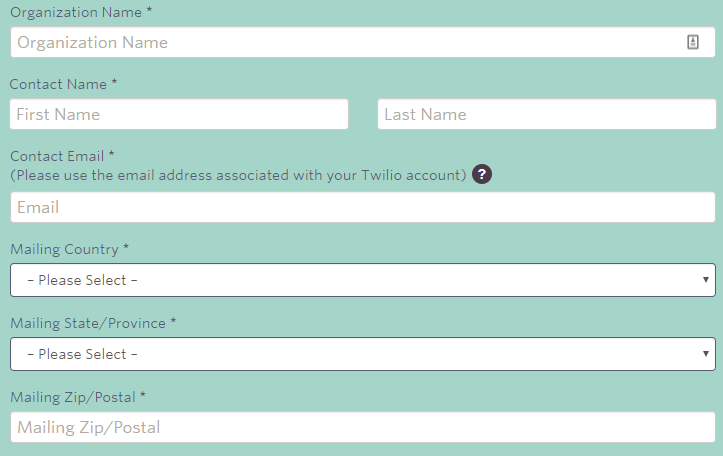 Organization Name *
Organization Name
Contact Name *
First Name
Last Name
Contact Email *
(Please use the email address associated with your Twilio account) ?
Email
Mailing Country *
– Please Select –
Mailing State/Province *
– Please Select –
Mailing Zip/Postal *
Mailing Zip/Postal